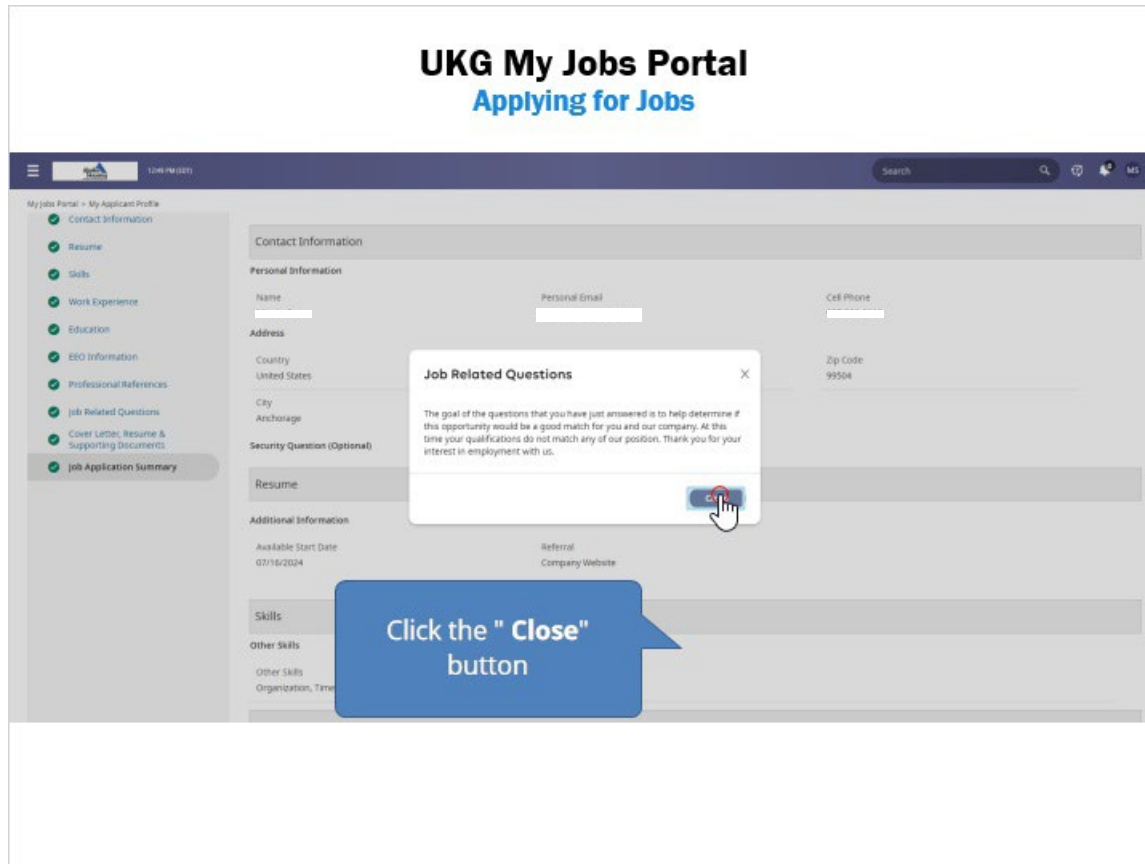 UKG My Jobs Portal
Applying for Jobs
12:46 PM (EDT)
Search
MS
My Jobs Portal > My Applicant Profile
Contact Information
Resume
Skills
Work Experience
Education
EEO Information
Professional References
Job Related Questions
Cover Letter, Resume &
Supporting Documents
Job Application Summary
Contact Information
Personal Information
Name
Personal Email
Cell Phone
Address
Country
United States
Zip Code
99504
City
Anchorage
Security Question (Optional)
Job Related Questions
The goal of the questions that you have just answered is to help determine if
this opportunity would be a good match for you and our company. At this
time your qualifications do not match any of our position. Thank you for your
interest in employment with us.
Resume
Additional Information
Available Start Date
07/16/2024
Referral
Company Website
Skills
Other Skills
Other Skills
Organization, Time
Click the " Close"
button